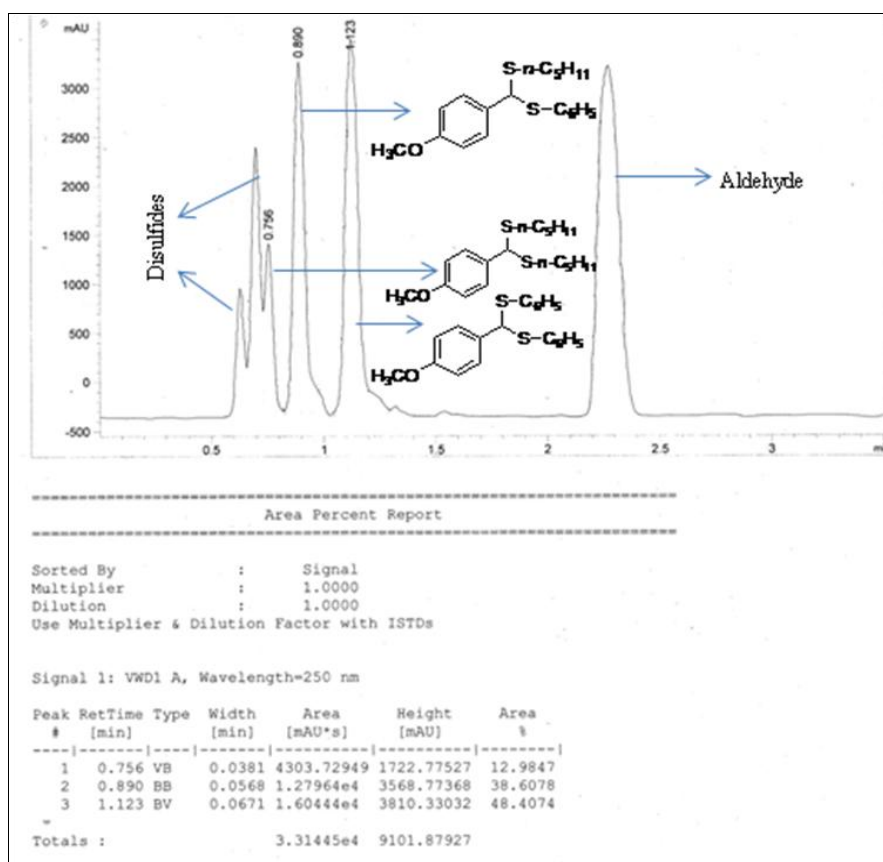 mAU
3000
2500
2000
1500
1000
500
0
-500
0.5
1
1.5
2
2.5
3
0.756
0.890
1.123
S-n-C5H11
S-C6H5
H3CO
Disulfides
Aldehyde
S-n-C5H11
S-n-C5H11
H3CO
S-C6H5
S-C6H5
H3CO
=====================================================================
Area Percent Report
=====================================================================
Sorted By : Signal
Multiplier : 1.0000
Dilution : 1.0000
Use Multiplier & Dilution Factor with ISTDs
Signal 1: VWD1 A, Wavelength=250 nm
Peak RetTime Type Width Area Height Area
# [min] [min] [mAU*s] [mAU] %
----|-------|----|-------|----------|----------|--------|
1 0.756 VB 0.0381 4303.72949 1722.77527 12.9847
2 0.890 BB 0.0568 1.27964e4 3568.77368 38.6078
3 1.123 BV 0.0671 1.60444e4 3810.33032 48.4074
Totals : 3.31445e4 9101.87927